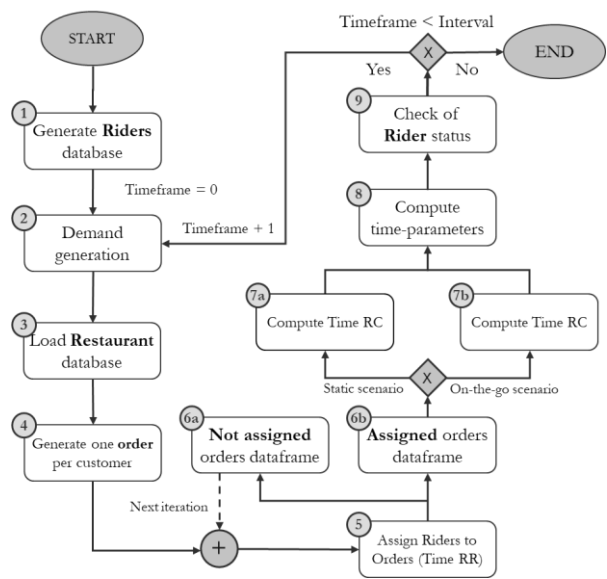 START
1
Generate Riders
database
Timeframe = 0
2
Demand
generation
3
Load Restaurant
database
4
Generate one order
per customer
Next iteration
+
5
Assign Riders to
Orders (Time RR)
6a
Not assigned
orders dataframe
6b
Assigned orders
dataframe
X
Static scenario
On-the-go scenario
7a
Compute Time RC
7b
Compute Time RC
8
Compute
time-parameters
9
Check of
Rider status
Timeframe < Interval
X
Yes
No
Timeframe + 1
END